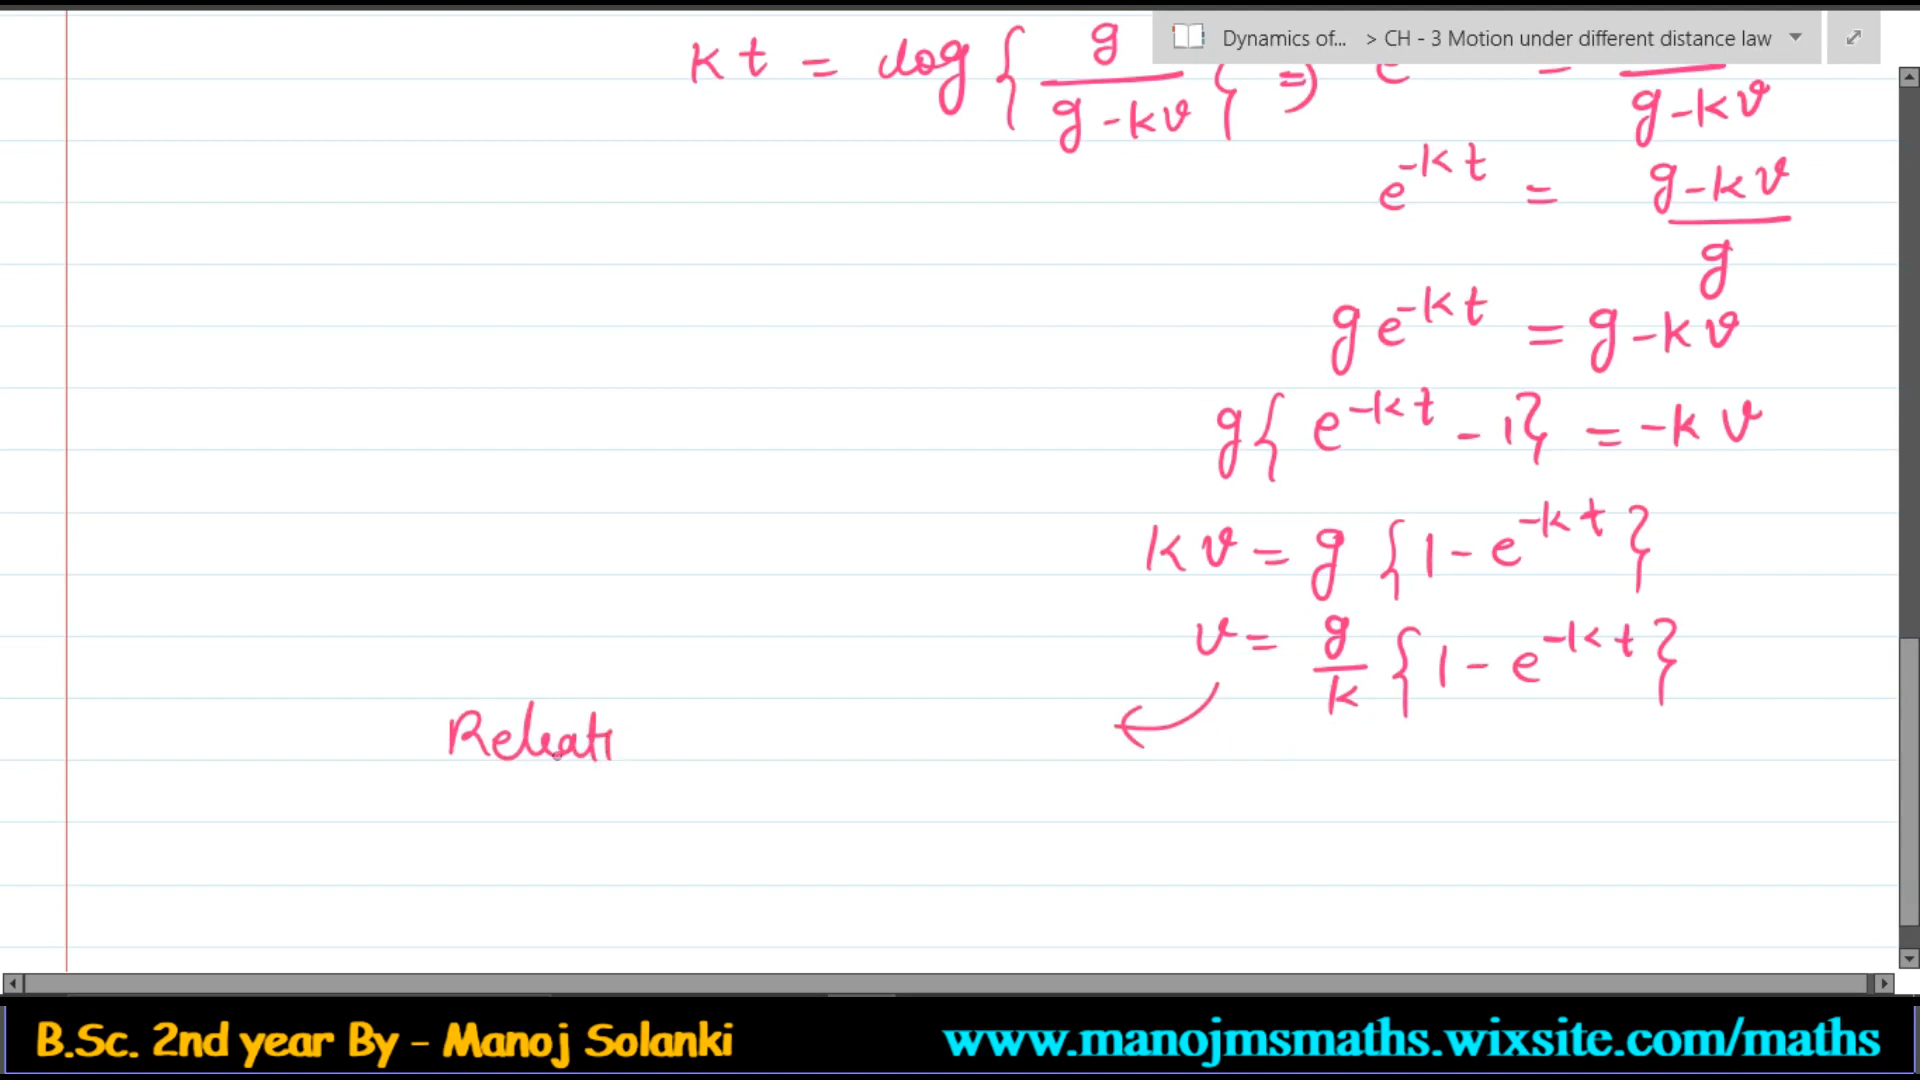 Dynamics of... > CH - 3 Motion under different distance law
kt = log { g / g-kv } => e = / g-kv
e^-kt = g-kv / g
g e^-kt = g-kv
g{ e^-kt - 1} = -kv
kv = g {1 - e^-kt}
v = g/k {1 - e^-kt}
B.Sc. 2nd year By - Manoj Solanki
www.manojmsmaths.wixsite.com/maths